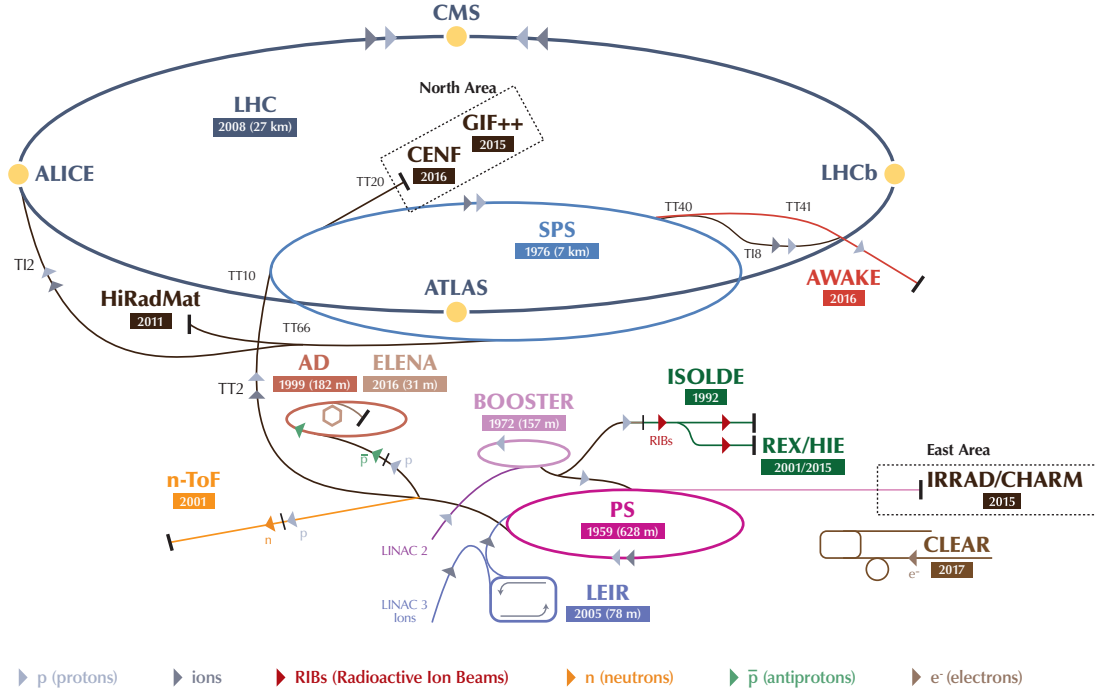 CMS
North Area
LHC
2008 (27 km)
GIF++
2015
CENF
2016
ALICE
TT20
LHCb
TT40
TT41
SPS
1976 (7 km)
TI8
TI2
TT10
AWAKE
2016
ATLAS
HiRadMat
2011
TT66
AD
1999 (182 m)
ELENA
2016 (31 m)
TT2
ISOLDE
1992
BOOSTER
1972 (157 m)
RIBs
REX/HIE
2001/2015
East Area
p̅
p
n-ToF
2001
IRRAD/CHARM
2015
PS
1959 (628 m)
n
p
LINAC 2
CLEAR
2017
e-
LEIR
2005 (78 m)
LINAC 3
Ions
p (protons)
ions
RIBs (Radioactive Ion Beams)
n (neutrons)
p̅ (antiprotons)
e- (electrons)